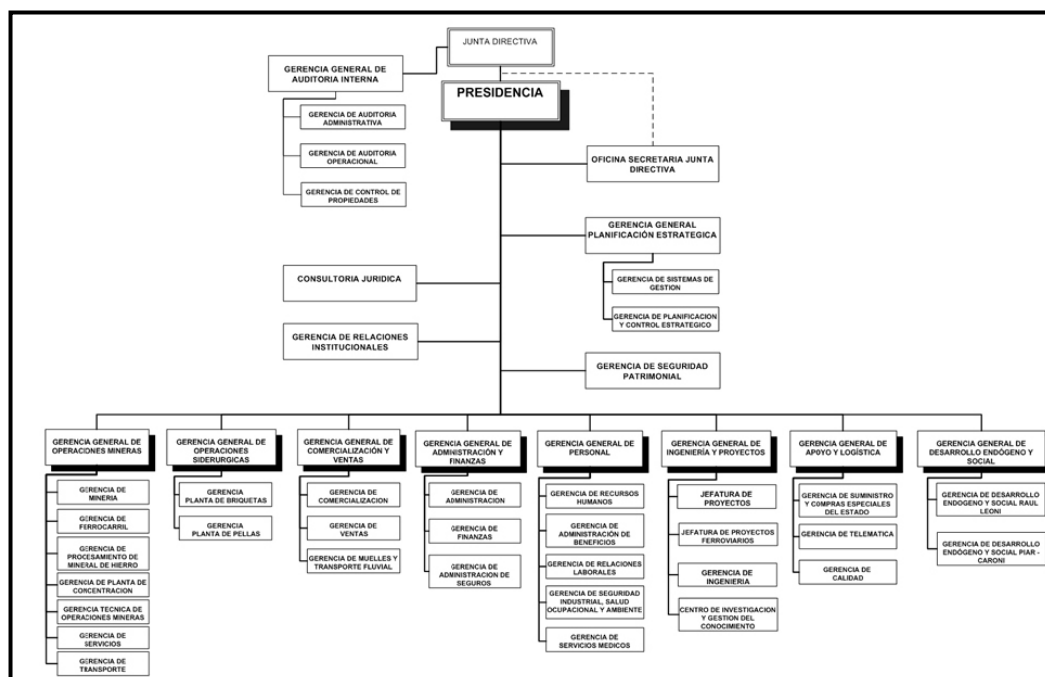 JUNTA DIRECTIVA
GERENCIA GENERAL DE
AUDITORIA INTERNA
PRESIDENCIA
GERENCIA DE AUDITORIA
ADMINISTRATIVA
GERENCIA DE AUDITORIA
OPERACIONAL
GERENCIA DE CONTROL DE
PROPIEDADES
OFICINA SECRETARIA JUNTA
DIRECTIVA
GERENCIA GENERAL
PLANIFICACIÓN ESTRATEGICA
GERENCIA DE SISTEMAS DE
GESTION
GERENCIA DE PLANIFICACION
Y CONTROL ESTRATEGICO
CONSULTORIA JURIDICA
GERENCIA DE RELACIONES
INSTITUCIONALES
GERENCIA DE SEGURIDAD
PATRIMONIAL
GERENCIA GENERAL DE
OPERACIONES MINERAS
GERENCIA DE
MINERIA
GERENCIA DE
FERROCARRIL
GERENCIA DE
PROCESAMIENTO DE
MINERAL DE HIERRO
GERENCIA DE PLANTA DE
CONCENTRACION
GERENCIA TECNICA DE
OPERACIONES MINERAS
GERENCIA DE
SERVICIOS
GERENCIA DE
TRANSPORTE
GERENCIA GENERAL DE
OPERACIONES
SIDERURGICAS
GERENCIA
PLANTA DE BRIQUETAS
GERENCIA
PLANTA DE PELLAS
GERENCIA GENERAL DE
COMERCIALIZACIÓN Y
VENTAS
GERENCIA DE
COMERCIALIZACION
GERENCIA DE
VENTAS
GERENCIA DE MUELLES Y
TRANSPORTE FLUVIAL
GERENCIA GENERAL DE
ADMINISTRACIÓN Y
FINANZAS
GERENCIA DE
ADMINISTRACION
GERENCIA DE
FINANZAS
GERENCIA DE
ADMINISTRACION DE
SEGUROS
GERENCIA GENERAL DE
PERSONAL
GERENCIA DE RECURSOS
HUMANOS
GERENCIA DE
ADMINISTRACIÓN DE
BENEFICIOS
GERENCIA DE RELACIONES
LABORALES
GERENCIA DE SEGURIDAD
INDUSTRIAL, SALUD
OCUPACIONAL Y AMBIENTE
GERENCIA DE
SERVICIOS MEDICOS
GERENCIA GENERAL DE
INGENIERÍA Y PROYECTOS
JEFATURA DE
PROYECTOS
JEFATURA DE PROYECTOS
FERROVIARIOS
GERENCIA DE
INGENIERIA
CENTRO DE INVESTIGACION
Y GESTION DEL
CONOCIMIENTO
GERENCIA GENERAL DE
APOYO Y LOGÍSTICA
GERENCIA DE SUMINISTRO
Y COMPRAS ESPECIALES
DEL ESTADO
GERENCIA DE TELEMATICA
GERENCIA DE
CALIDAD
GERENCIA GENERAL DE
DESARROLLO ENDÓGENO Y
SOCIAL
GERENCIA DE DESARROLLO
ENDOGENO Y SOCIAL RAUL
LEONI
GERENCIA DE DESARROLLO
ENDÓGENO Y SOCIAL PIAR -
CARONI